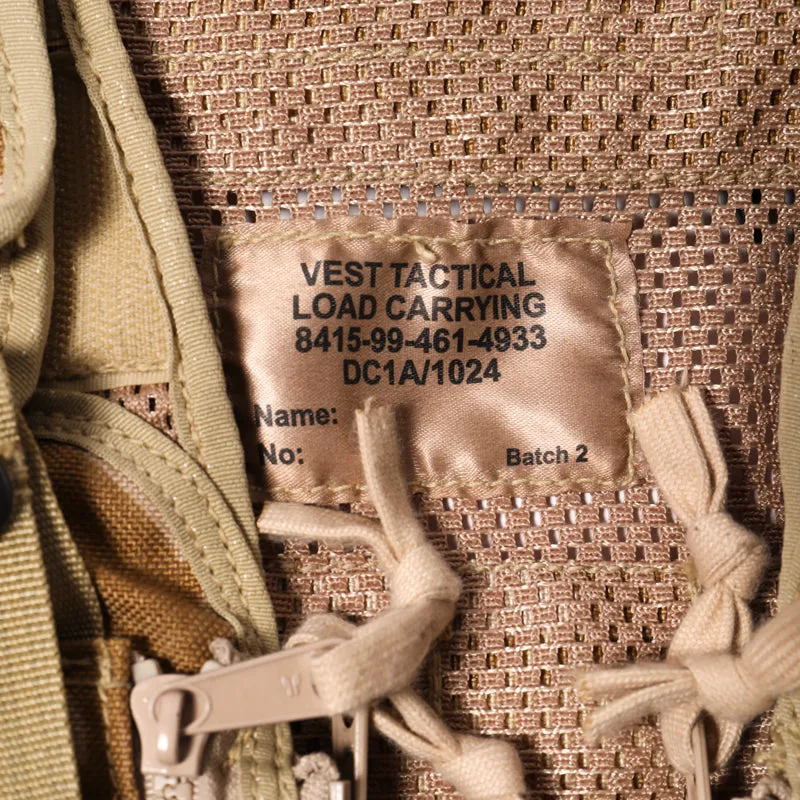 VEST TACTICAL
LOAD CARRYING
8415-99-461-4933
DC1A/1024
Name:
No:
Batch 2